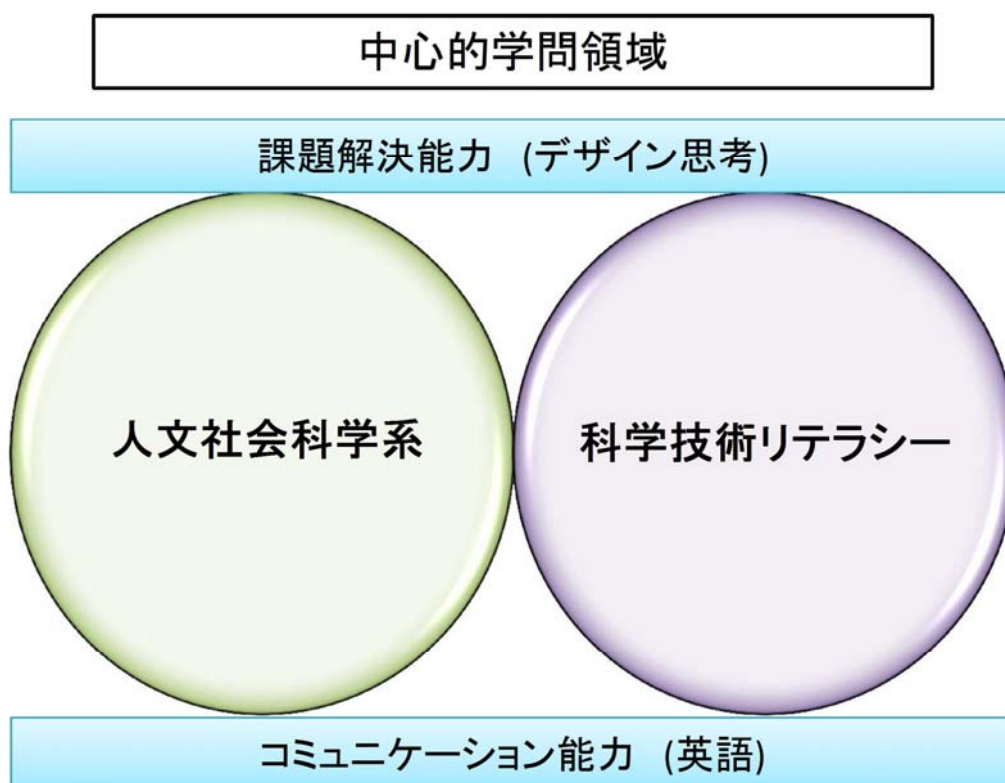 中心的学問領域
課題解決能力 (デザイン思考)
人文社会科学系
科学技術リテラシー
コミュニケーション能力 (英語)